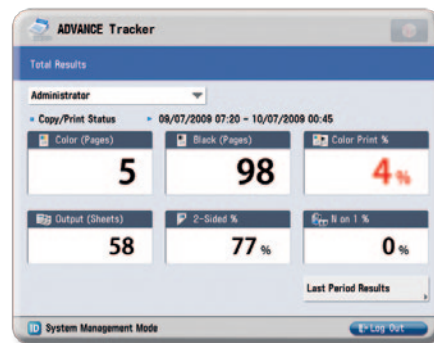 ADVANCE Tracker
Total Results
Administrator
Copy/Print Status 09/07/2009 07:20 - 10/07/2009 00:45
Color (Pages) Black (Pages) Color Print %
5 98 4 %
Output (Sheets) 2-Sided % N on 1 %
58 77 % 0 %
Last Period Results
ID System Management Mode Log Out